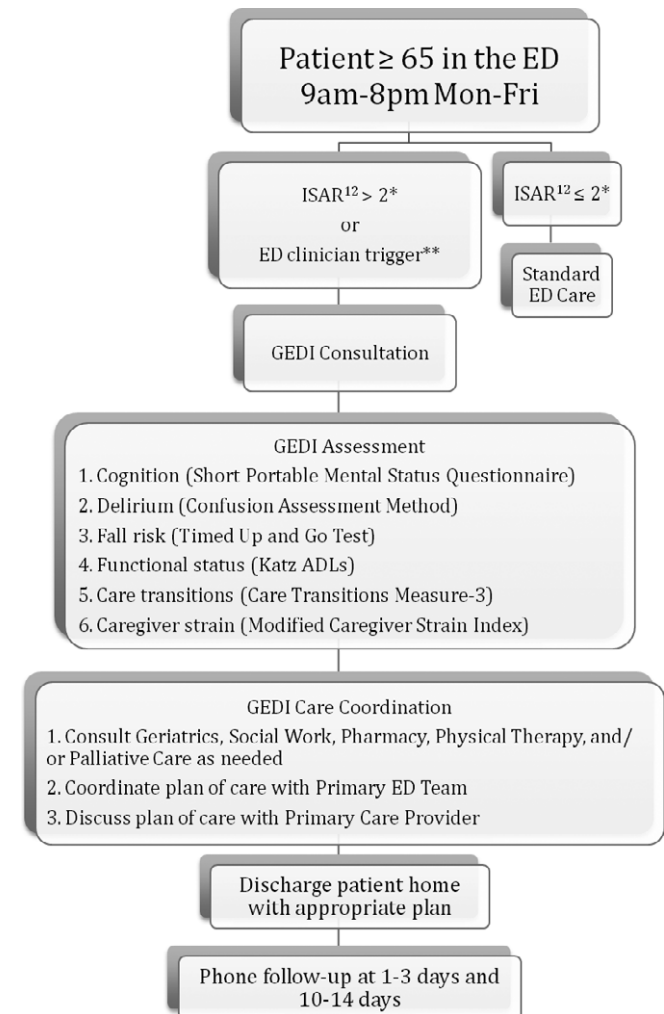 Patient ≥ 65 in the ED
9am-8pm Mon-Fri
ISAR¹² > 2*
or
ED clinician trigger**
ISAR¹² ≤ 2*
Standard
ED Care
GEDI Consultation
GEDI Assessment
1. Cognition (Short Portable Mental Status Questionnaire)
2. Delirium (Confusion Assessment Method)
3. Fall risk (Timed Up and Go Test)
4. Functional status (Katz ADLs)
5. Care transitions (Care Transitions Measure-3)
6. Caregiver strain (Modified Caregiver Strain Index)
GEDI Care Coordination
1. Consult Geriatrics, Social Work, Pharmacy, Physical Therapy, and/
or Palliative Care as needed
2. Coordinate plan of care with Primary ED Team
3. Discuss plan of care with Primary Care Provider
Discharge patient home
with appropriate plan
Phone follow-up at 1-3 days and
10-14 days